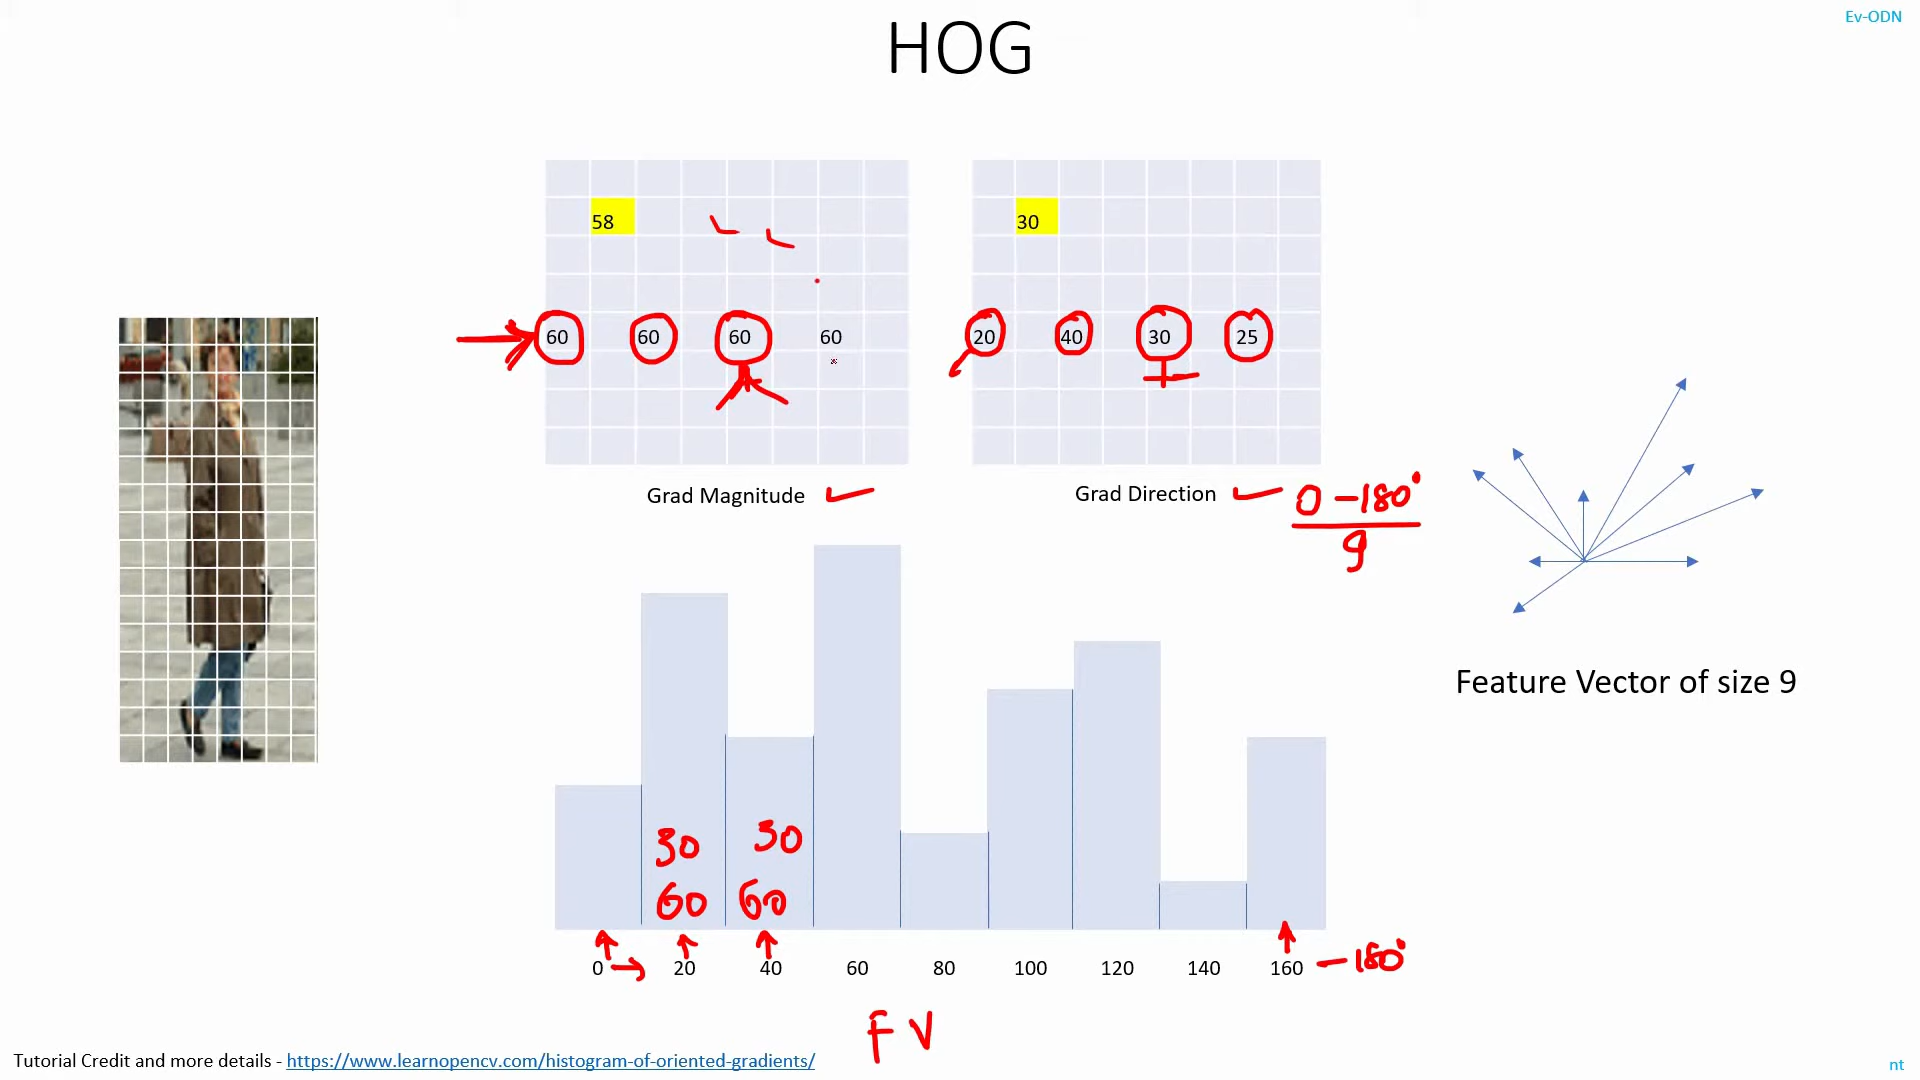 Ev-ODN
HOG
58
30
60 60 60 60
20 40 30 25
Grad Magnitude
Grad Direction
0 - 180°
9
Feature Vector of size 9
30 30
60 60
0 20 40 60 80 100 120 140 160 - 180°
FV
Tutorial Credit and more details - https://www.learnopencv.com/histogram-of-oriented-gradients/
nt